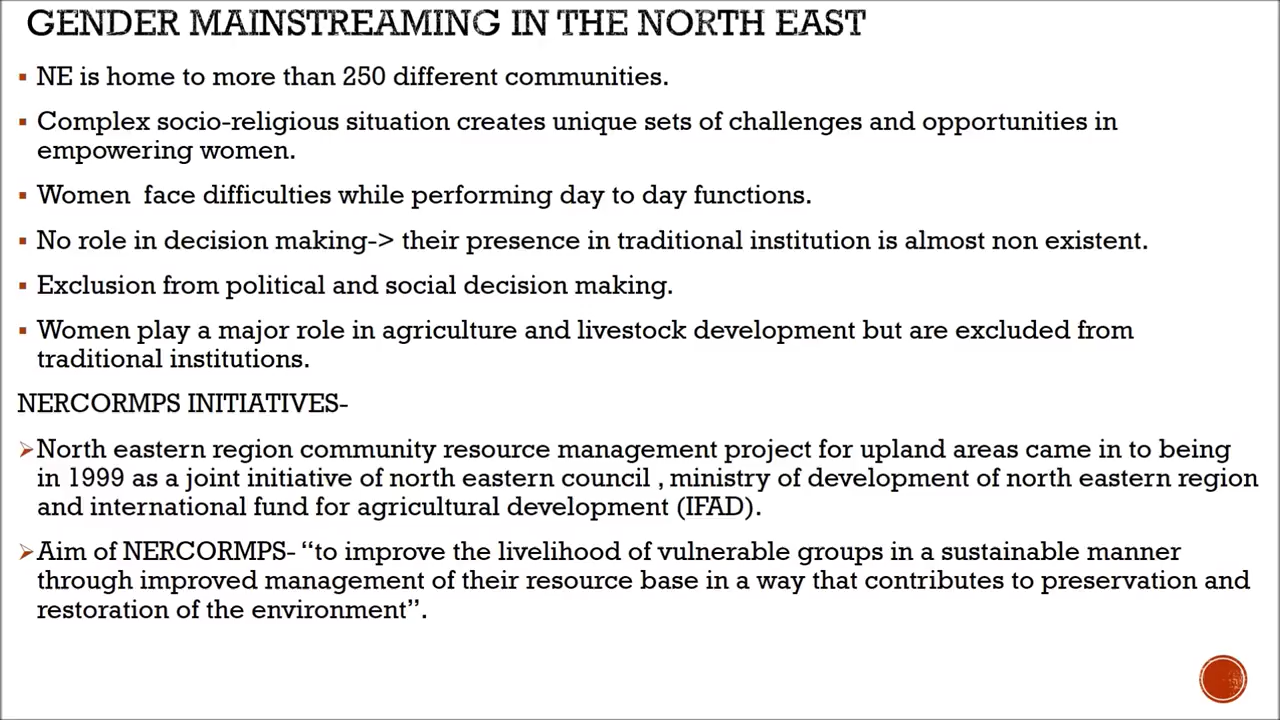 GENDER MAINSTREAMING IN THE NORTH EAST
▪ NE is home to more than 250 different communities.
▪ Complex socio-religious situation creates unique sets of challenges and opportunities in
empowering women.
▪ Women  face difficulties while performing day to day functions.
▪ No role in decision making-> their presence in traditional institution is almost non existent.
▪ Exclusion from political and social decision making.
▪ Women play a major role in agriculture and livestock development but are excluded from
traditional institutions.
NERCORMPS INITIATIVES-
➢North eastern region community resource management project for upland areas came in to being
in 1999 as a joint initiative of north eastern council , ministry of development of north eastern region
and international fund for agricultural development (IFAD).
➢Aim of NERCORMPS- “to improve the livelihood of vulnerable groups in a sustainable manner
through improved management of their resource base in a way that contributes to preservation and
restoration of the environment”.